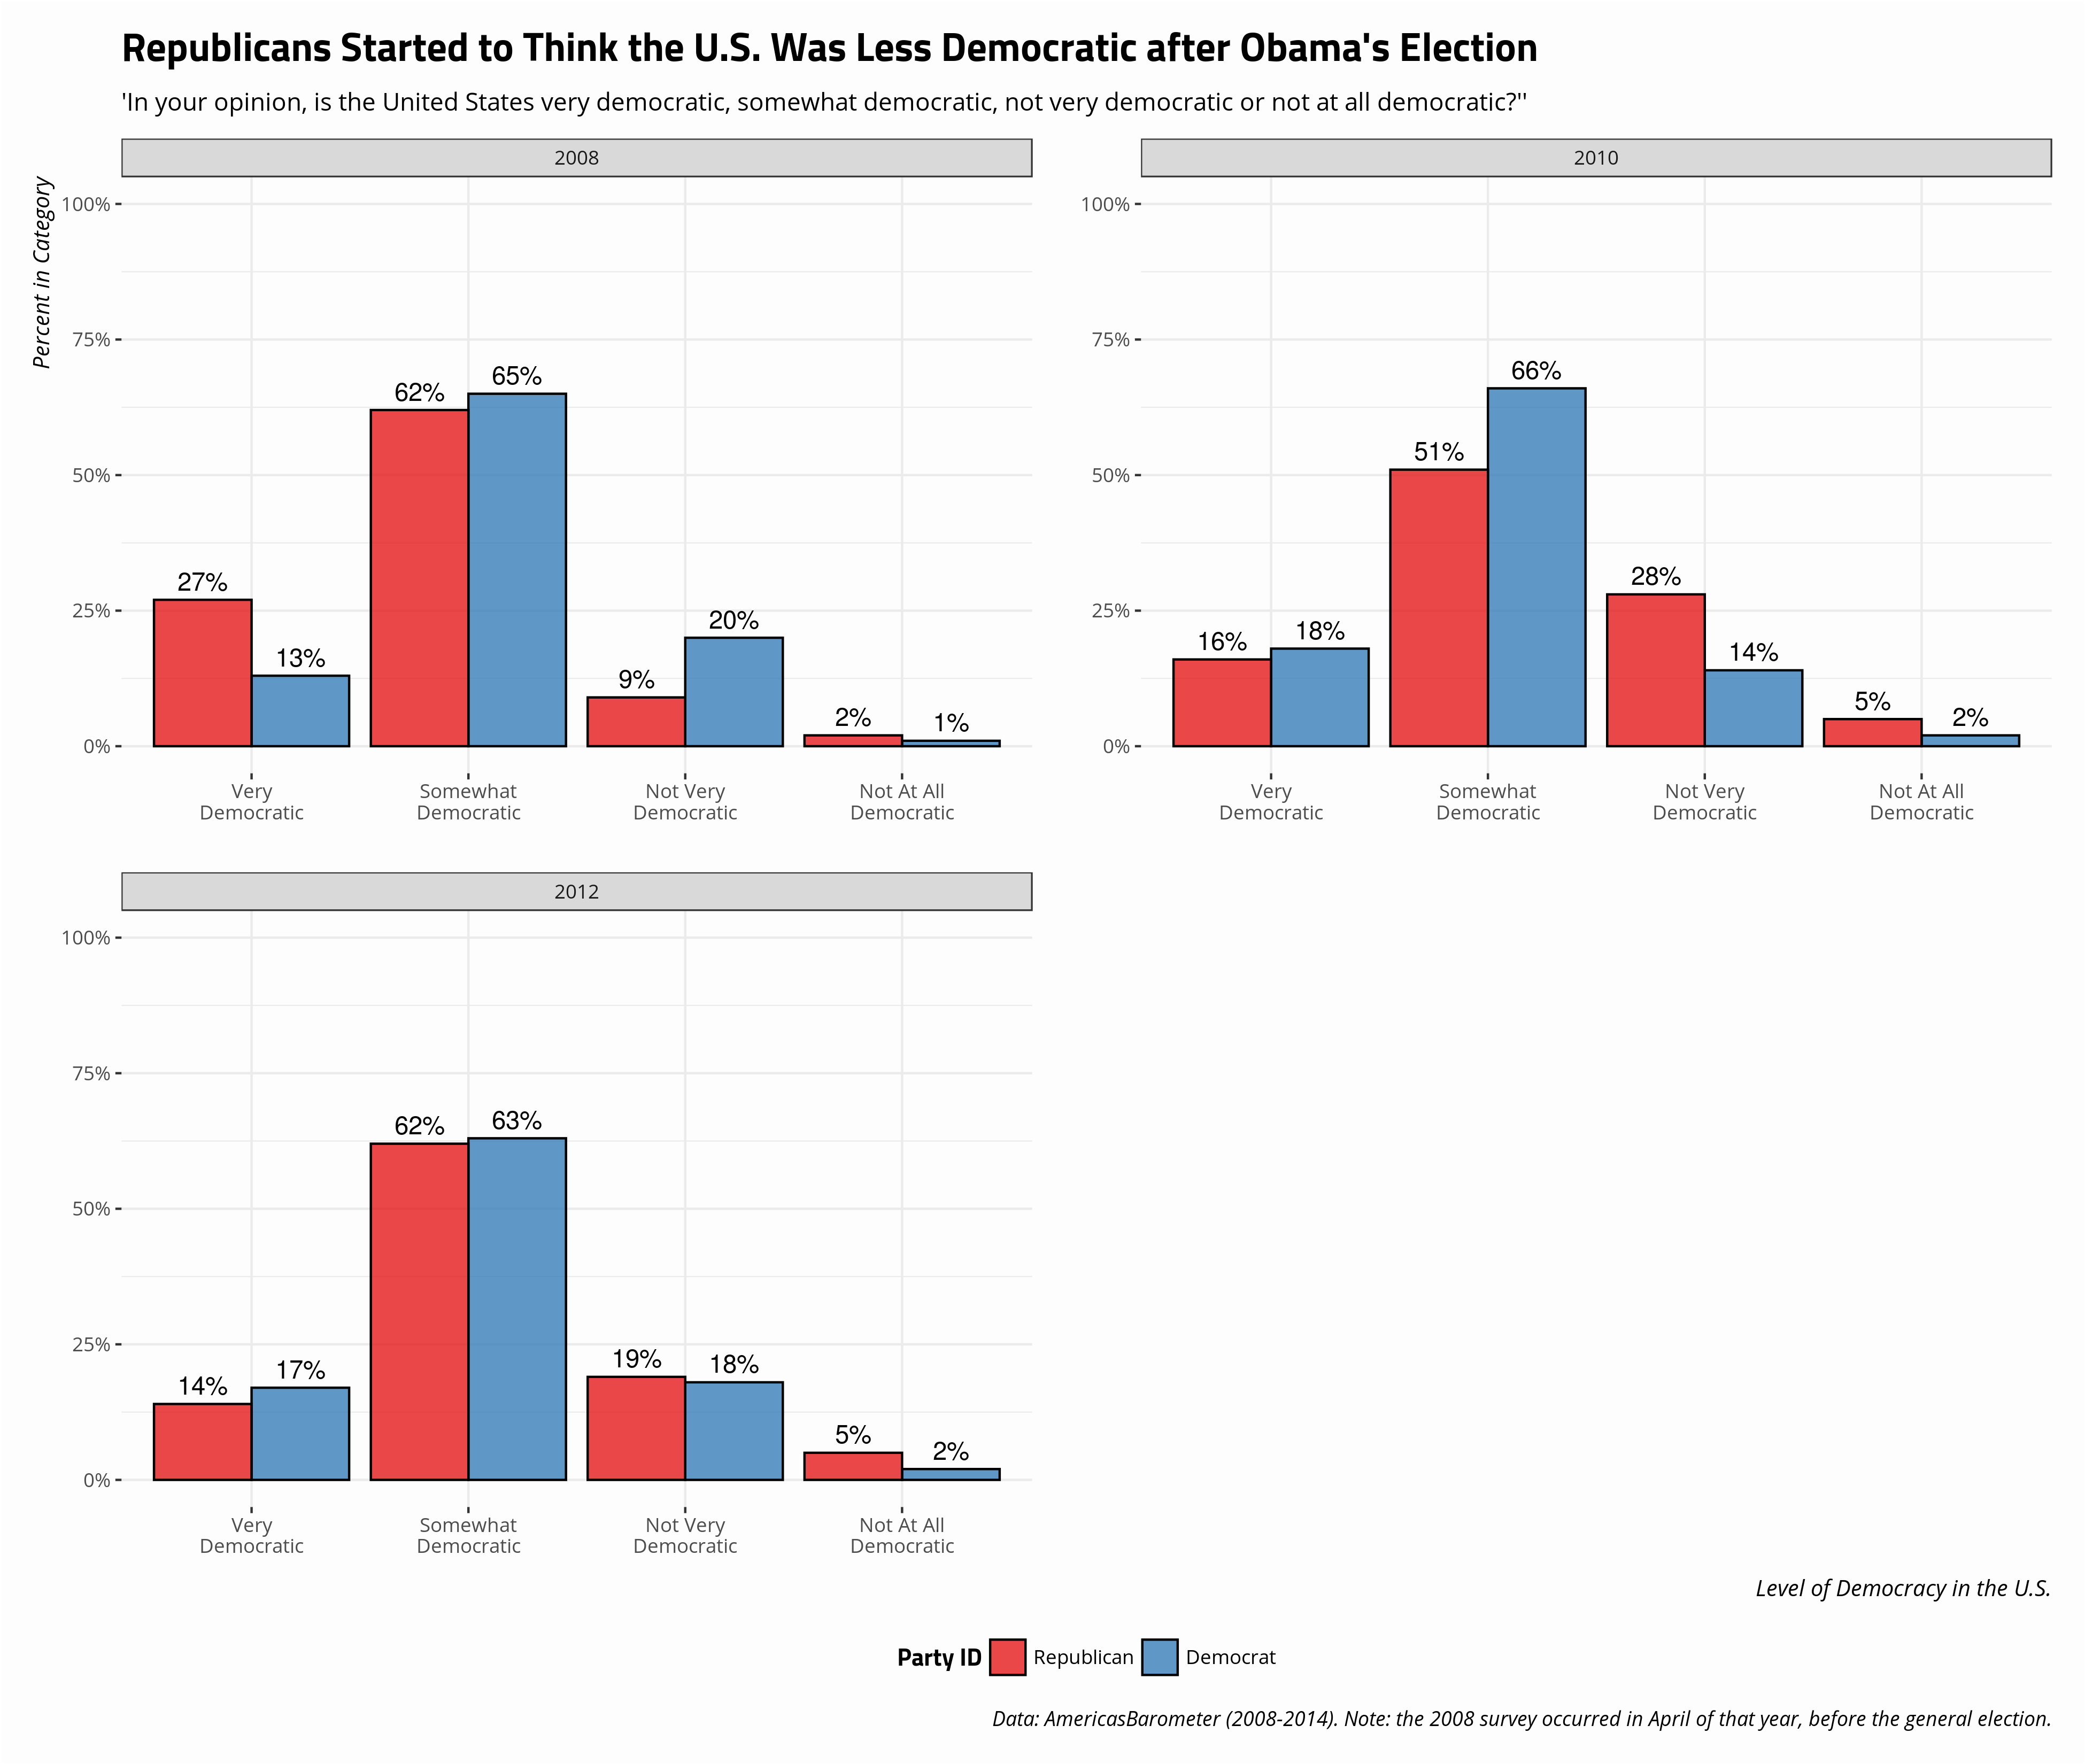 Republicans Started to Think the U.S. Was Less Democratic after Obama's Election
'In your opinion, is the United States very democratic, somewhat democratic, not very democratic or not at all democratic?''
Percent in Category
2008
100%
75%
50%
25%
0%
27%
13%
62%
65%
9%
20%
2%
1%
Very
Democratic
Somewhat
Democratic
Not Very
Democratic
Not At All
Democratic
2010
100%
75%
50%
25%
0%
16%
18%
51%
66%
28%
14%
5%
2%
Very
Democratic
Somewhat
Democratic
Not Very
Democratic
Not At All
Democratic
2012
100%
75%
50%
25%
0%
14%
17%
62%
63%
19%
18%
5%
2%
Very
Democratic
Somewhat
Democratic
Not Very
Democratic
Not At All
Democratic
Level of Democracy in the U.S.
Party ID Republican Democrat
Data: AmericasBarometer (2008-2014). Note: the 2008 survey occurred in April of that year, before the general election.